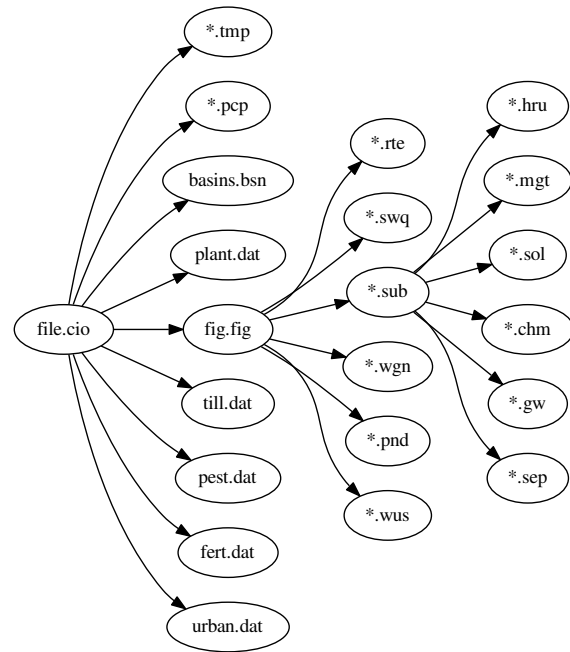 file.cio
*.tmp
*.pcp
basins.bsn
plant.dat
fig.fig
till.dat
pest.dat
fert.dat
urban.dat
*.rte
*.swq
*.sub
*.wgn
*.pnd
*.wus
*.hru
*.mgt
*.sol
*.chm
*.gw
*.sep